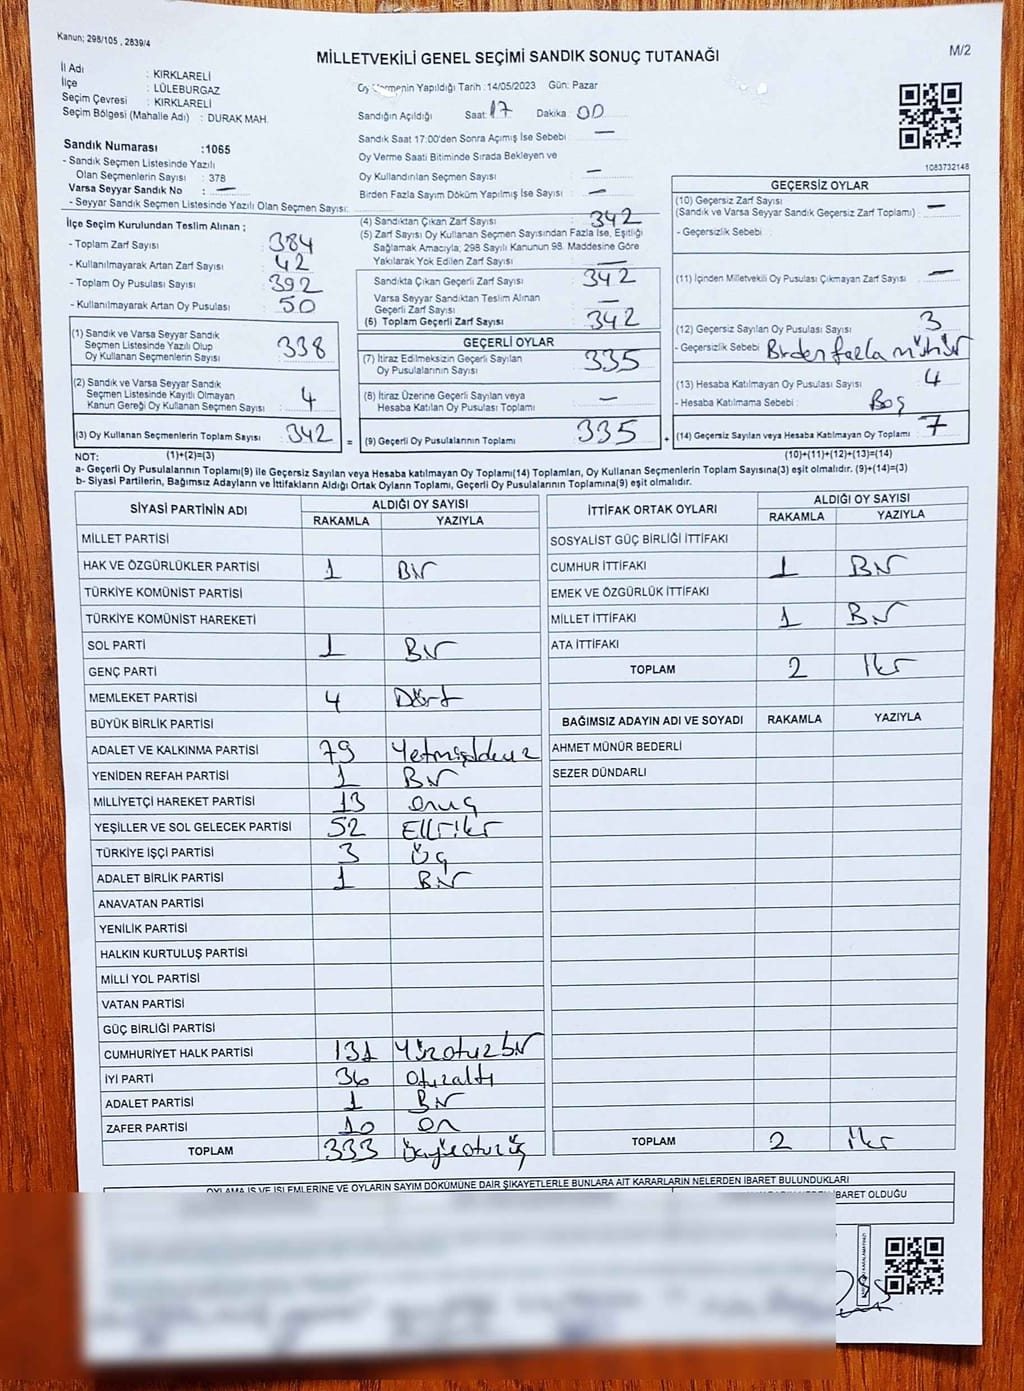 Kanun; 298/105 , 2839/4
MİLLETVEKİLİ GENEL SEÇİMİ SANDIK SONUÇ TUTANAĞI
M/2
İl Adı : KIRKLARELİ
İlçe : LÜLEBURGAZ
Seçim Çevresi : KIRKLARELİ
Seçim Bölgesi (Mahalle Adı) : DURAK MAH.
Sandık Numarası :1065
- Sandık Seçmen Listesinde Yazılı
Olan Seçmenlerin Sayısı : 378
Varsa Seyyar Sandık No : —
- Seyyar Sandık Seçmen Listesinde Yazılı Olan Seçmen Sayısı:
İlçe Seçim Kurulundan Teslim Alınan ;
- Toplam Zarf Sayısı : 384
- Kullanılmayarak Artan Zarf Sayısı : 42
- Toplam Oy Pusulası Sayısı : 392
- Kullanılmayarak Artan Oy Pusulası : 50
Oy Vermenin Yapıldığı Tarih :14/05/2023 Gün: Pazar
Sandığın Açıldığı Saat: 17 Dakika : 00
Sandık Saat 17:00'den Sonra Açımış İse Sebebi : —
Oy Verme Saati Bitiminde Sırada Bekleyen ve
Oy Kullandırılan Seçmen Sayısı : —
Birden Fazla Sayım Döküm Yapılmış İse Sayısı : —
(4) Sandıktan Çıkan Zarf Sayısı : 342
(5) Zarf Sayısı Oy Kullanan Seçmen Sayısından Fazla İse, Eşitliği
Sağlamak Amacıyla; 298 Sayılı Kanunun 98. Maddesine Göre
Yakılarak Yok Edilen Zarf Sayısı : —
Sandıkta Çıkan Geçerli Zarf Sayısı : 342
Varsa Seyyar Sandıktan Teslim Alınan
Geçerli Zarf Sayısı : —
(6) Toplam Geçerli Zarf Sayısı : 342
1083732148
GEÇERSİZ OYLAR
(10) Geçersiz Zarf Sayısı
(Sandık ve Varsa Seyyar Sandık Geçersiz Zarf Toplamı) : —
- Geçersizlik Sebebi :
(11) İçinden Milletvekili Oy Pusulası Çıkmayan Zarf Sayısı : —
(12) Geçersiz Sayılan Oy Pusulası Sayısı : 3
- Geçersizlik Sebebi : Birden fazla mühür
(13) Hesaba Katılmayan Oy Pusulası Sayısı : 4
- Hesaba Katılmama Sebebi : Boş
(14) Geçersiz Sayılan veya Hesaba Katılmayan Oy Toplamı : 7
(10)+(11)+(12)+(13)=(14)
(1) Sandık ve Varsa Seyyar Sandık
Seçmen Listesinde Yazılı Olup
Oy Kullanan Seçmenlerin Sayısı : 338
(2) Sandık ve Varsa Seyyar Sandık
Seçmen Listesinde Kayıtlı Olmayan
Kanun Gereği Oy Kullanan Seçmen Sayısı : 4
(3) Oy Kullanan Seçmenlerin Toplam Sayısı : 342 =
GEÇERLİ OYLAR
(7) İtiraz Edilmeksizin Geçerli Sayılan
Oy Pusulalarının Sayısı : 335
(8) İtiraz Üzerine Geçerli Sayılan veya
Hesaba Katılan Oy Pusulası Toplamı : —
(9) Geçerli Oy Pusulalarının Toplamı : 335 +
NOT: (1)+(2)=(3)
a- Geçerli Oy Pusulalarının Toplamı(9) ile Geçersiz Sayılan veya Hesaba katılmayan Oy Toplamı(14) Toplamları, Oy Kullanan Seçmenlerin Toplam Sayısına(3) eşit olmalıdır. (9)+(14)=(3)
b- Siyasi Partilerin, Bağımsız Adayların ve İttifakların Aldığı Ortak Oyların Toplamı, Geçerli Oy Pusulalarının Toplamına(9) eşit olmalıdır.
SİYASİ PARTİNİN ADI ALDIĞI OY SAYISI
RAKAMLA YAZIYLA
MİLLET PARTİSİ
HAK VE ÖZGÜRLÜKLER PARTİSİ 1 Bir
TÜRKİYE KOMÜNİST PARTİSİ
TÜRKİYE KOMÜNİST HAREKETİ
SOL PARTİ 1 Bir
GENÇ PARTİ
MEMLEKET PARTİSİ 4 Dört
BÜYÜK BİRLİK PARTİSİ
ADALET VE KALKINMA PARTİSİ 79 Yetmişdokuz
YENİDEN REFAH PARTİSİ 1 Bir
MİLLİYETÇİ HAREKET PARTİSİ 13 onüç
YEŞİLLER VE SOL GELECEK PARTİSİ 52 Elliiki
TÜRKİYE İŞÇİ PARTİSİ 3 üç
ADALET BİRLİK PARTİSİ 1 Bir
ANAVATAN PARTİSİ
YENİLİK PARTİSİ
HALKIN KURTULUŞ PARTİSİ
MİLLİ YOL PARTİSİ
VATAN PARTİSİ
GÜÇ BİRLİĞİ PARTİSİ
CUMHURİYET HALK PARTİSİ 131 Yüzotuzbir
İYİ PARTİ 36 otuzaltı
ADALET PARTİSİ 1 Bir
ZAFER PARTİSİ 10 on
TOPLAM 333 üçyüzotuzüç
İTTİFAK ORTAK OYLARI ALDIĞI OY SAYISI
RAKAMLA YAZIYLA
SOSYALİST GÜÇ BİRLİĞİ İTTİFAKI
CUMHUR İTTİFAKI 1 Bir
EMEK VE ÖZGÜRLÜK İTTİFAKI
MİLLET İTTİFAKI 1 Bir
ATA İTTİFAKI
TOPLAM 2 İki
BAĞIMSIZ ADAYIN ADI VE SOYADI RAKAMLA YAZIYLA
AHMET MÜNÜR BEDERLİ
SEZER DÜNDARLI
TOPLAM 2 İki
OYLAMA İŞ VE İŞLEMLERİNE VE OYLARIN SAYIM DÖKÜMÜNE DAİR ŞİKAYETLERLE BUNLARA AİT KARARLARIN NELERDEN İBARET BULUNDUKLARI
İBARET OLDUĞU